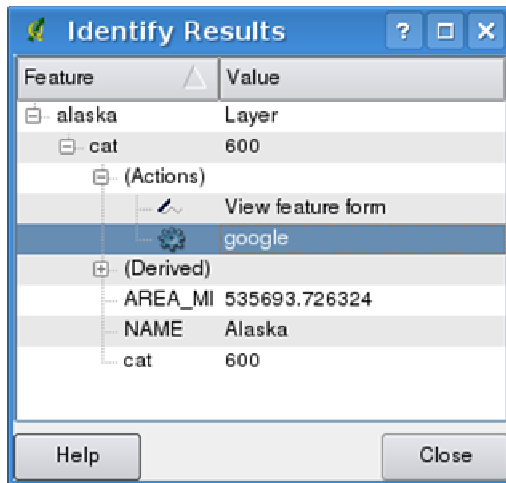 Identify Results ?
Feature Value
alaska Layer
cat 600
(Actions)
View feature form
google
(Derived)
AREA_MI 535693.726324
NAME Alaska
cat 600
Help Close